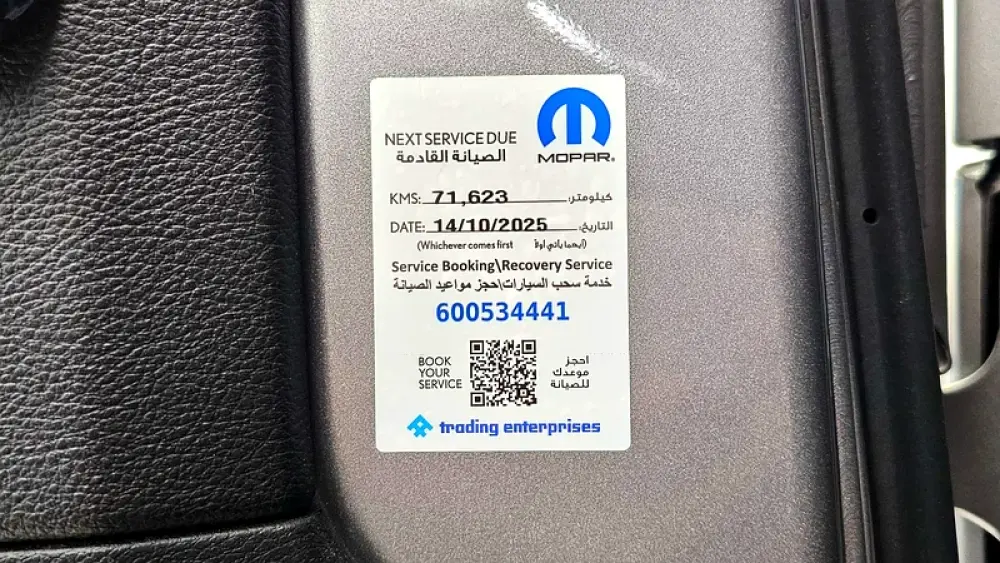 NEXT SERVICE DUE
الصيانة القادمة
MOPAR®
KMS: 71,623 كيلومتر:
DATE: 14/10/2025 التاريخ:
(Whichever comes first (أيهما يأتي أولاً)
Service Booking\Recovery Service
خدمة سحب السيارات\حجز مواعيد الصيانة
600534441
BOOK
YOUR
SERVICE
احجز
موعدك
للصيانة
trading enterprises